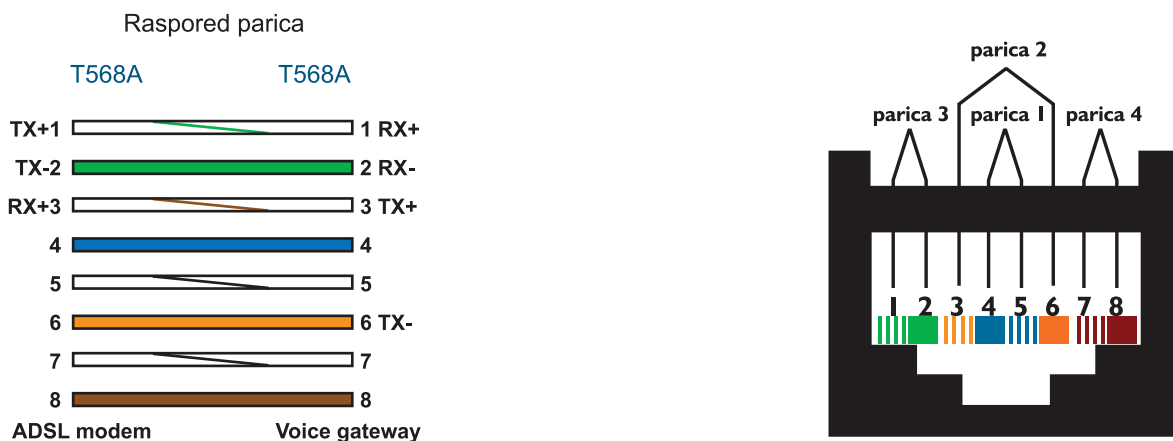 Raspored parica
T568A T568A
TX+1 1 RX+
TX-2 2 RX-
RX+3 3 TX+
4 4
5 5
6 6 TX-
7 7
8 8
ADSL modem Voice gateway
parica 2
parica 3 parica 1 parica 4
1 2 3 4 5 6 7 8